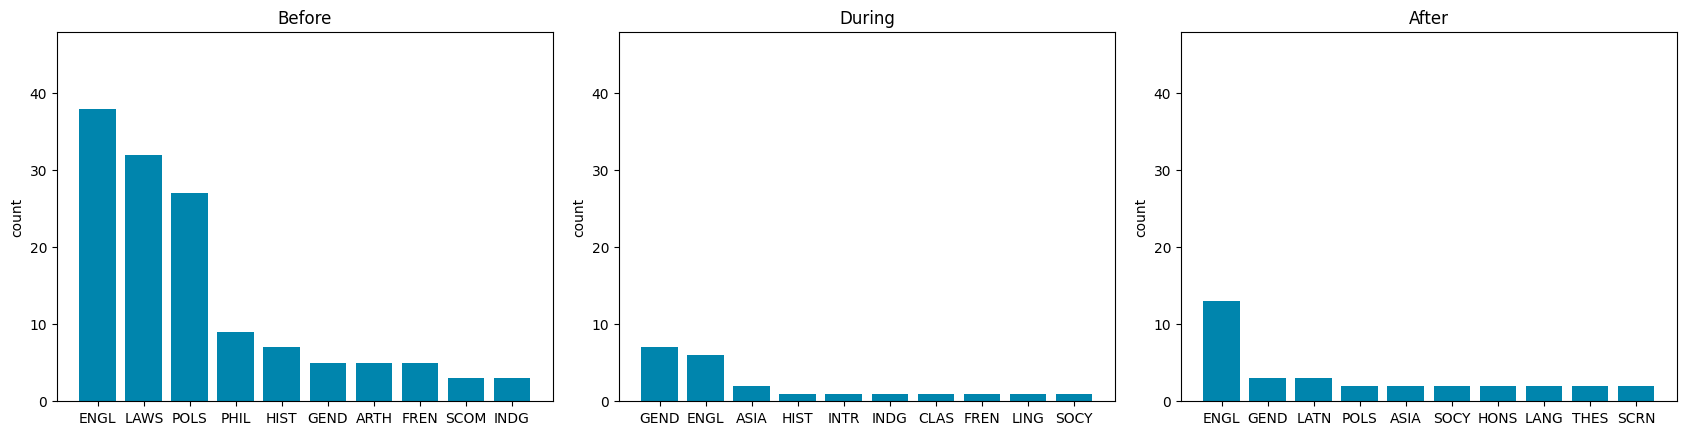 Before
During
After
count
40
30
20
10
0
ENGL LAWS POLS PHIL HIST GEND ARTH FREN SCOM INDG
count
40
30
20
10
0
GEND ENGL ASIA HIST INTR INDG CLAS FREN LING SOCY
count
40
30
20
10
0
ENGL GEND LATN POLS ASIA SOCY HONS LANG THES SCRN